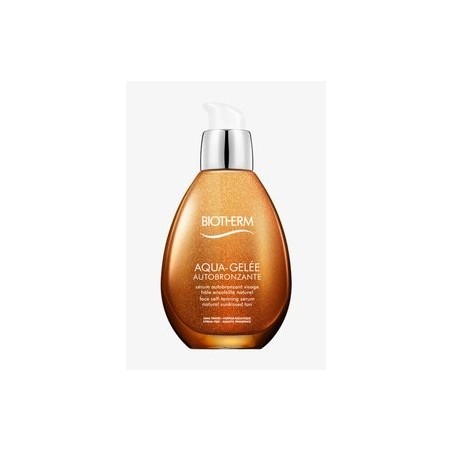 BIOTHERM
AQUA-GELÉE
AUTOBRONZANTE
sérum autobronzant visage
hâle ensoleillé naturel
face self-tanning serum
natural sunkissed tan